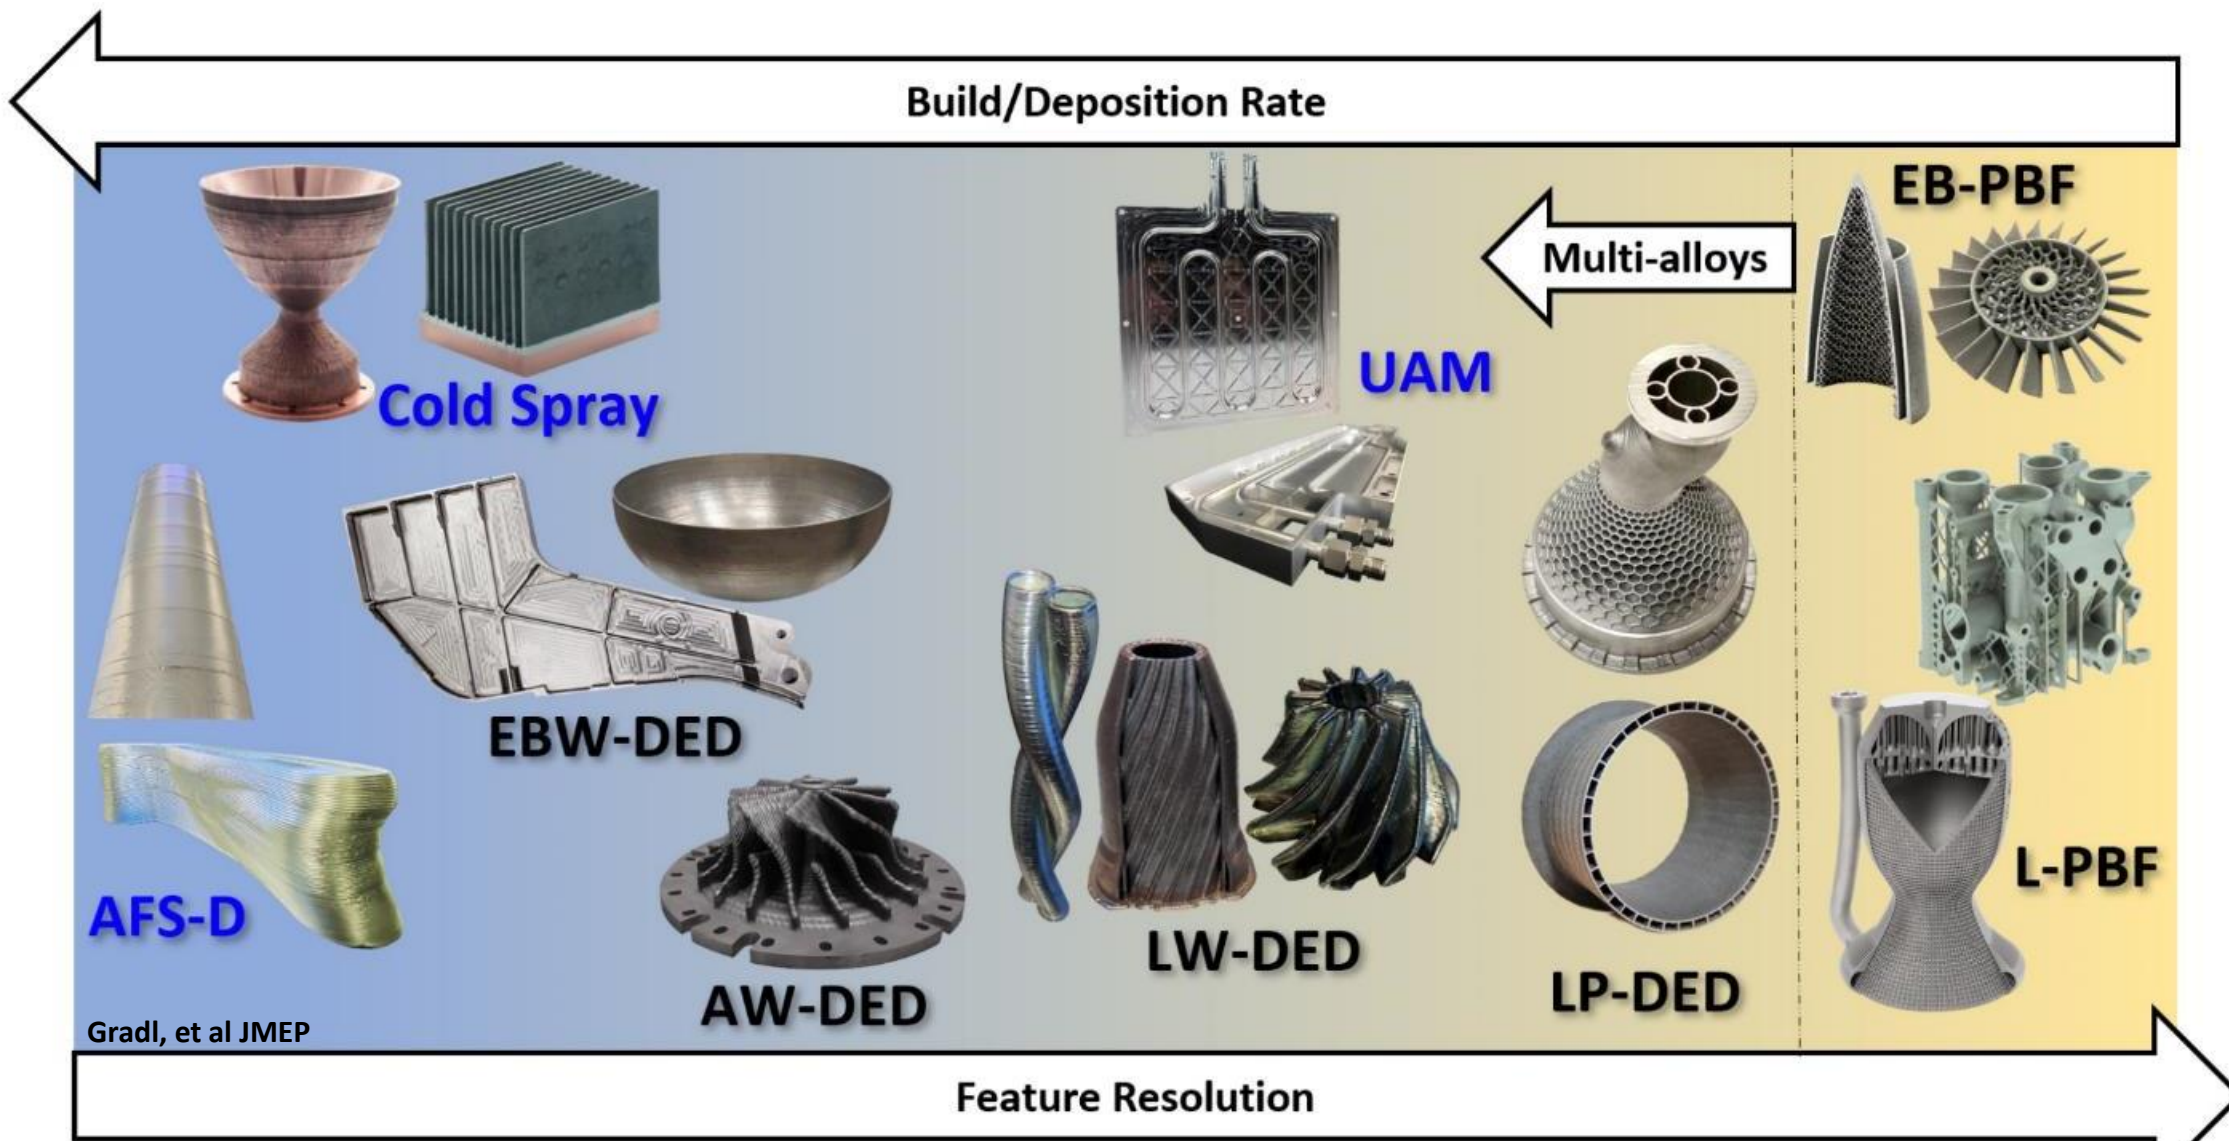 Build/Deposition Rate
EB-PBF
Multi-alloys
UAM
Cold Spray
EBW-DED
L-PBF
AFS-D
LW-DED
LP-DED
AW-DED
Gradl, et al JMEP
Feature Resolution